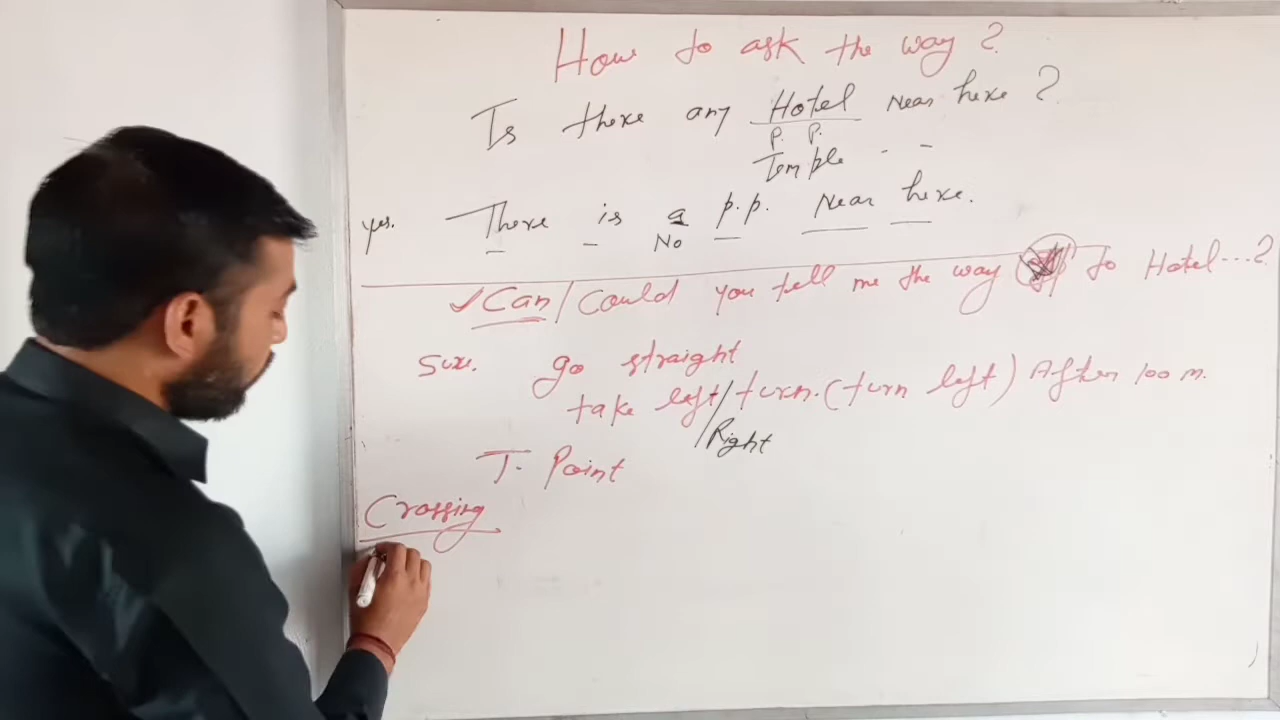 How to ask the way?
Is there any Hotel Near here?
P. P.
Temple - -
yes. There is a p.p. Near here.
No
✓Can/Could you tell me the way to Hotel...?
Sure. go straight
take left/turn.(turn left) After 100 m.
/Right
T. Point
Crossing